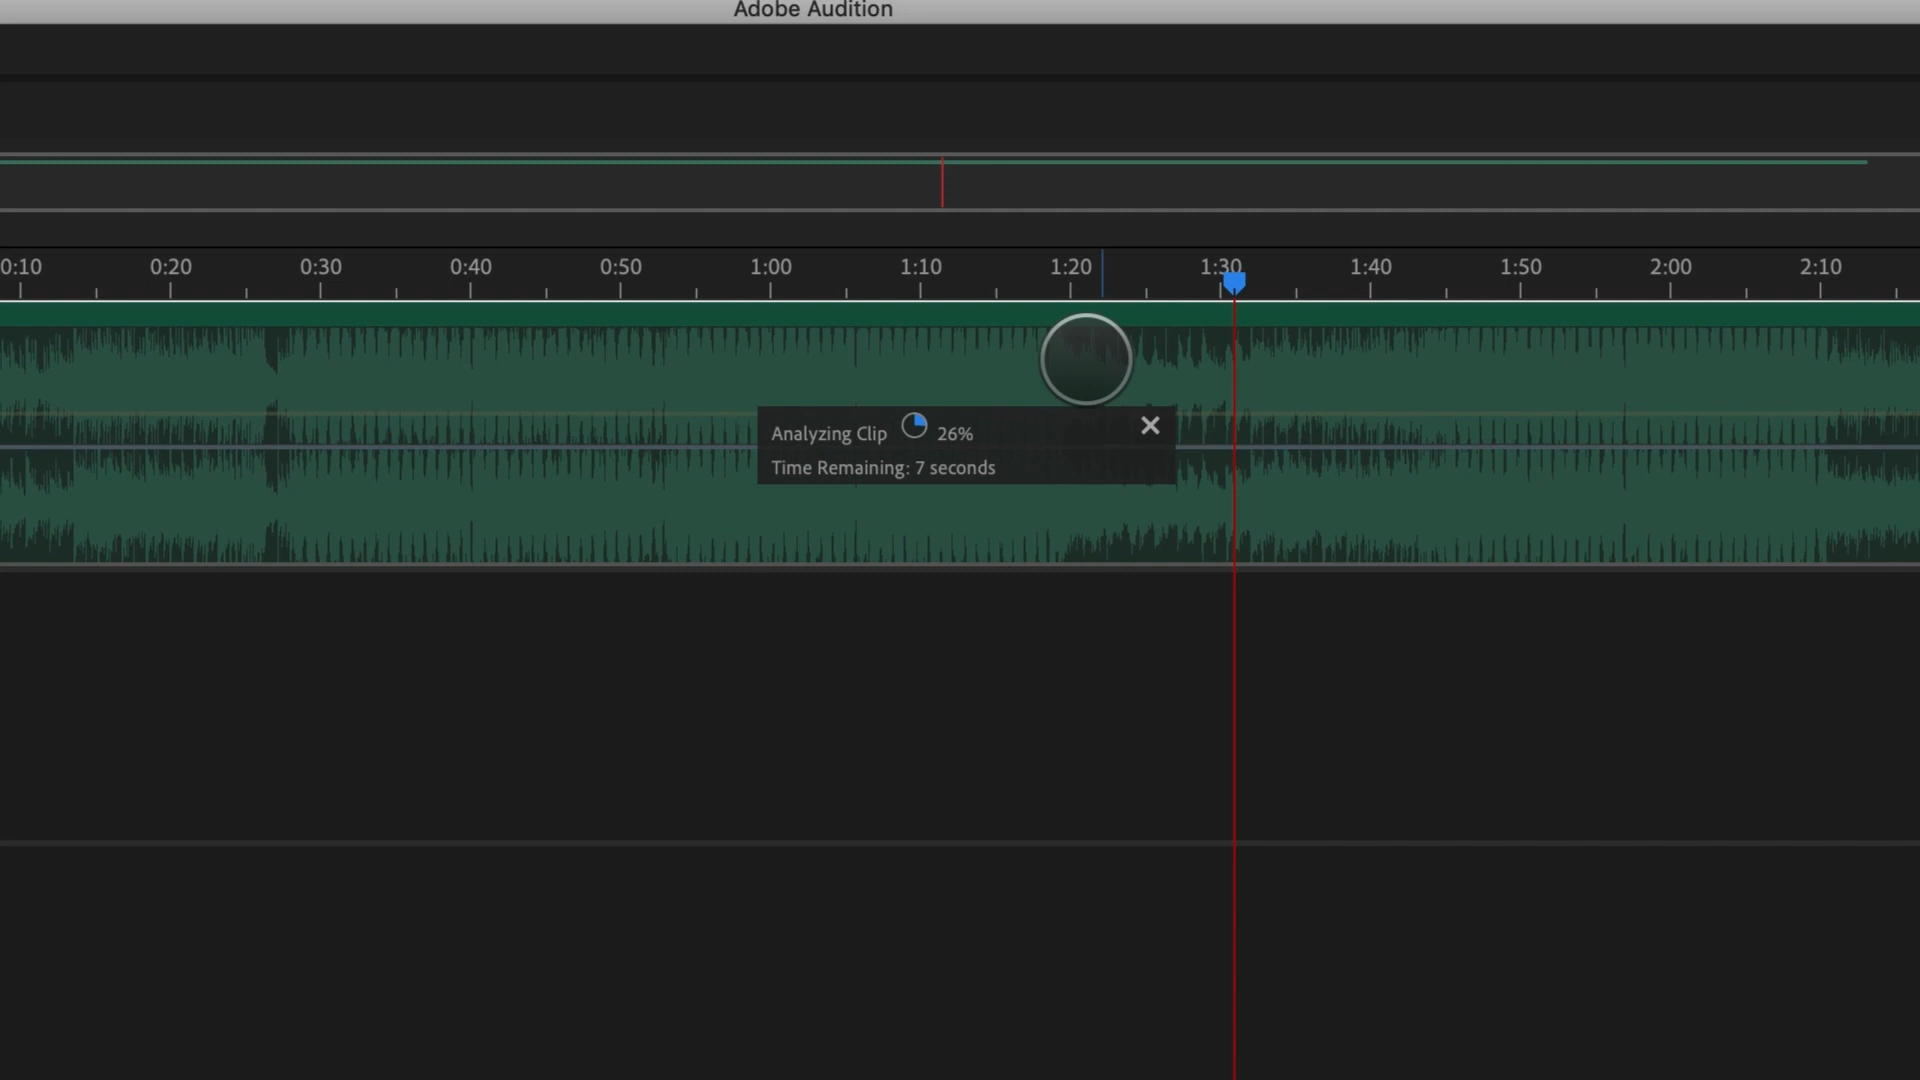 Adobe Audition
0:10 0:20 0:30 0:40 0:50 1:00 1:10 1:20 1:30 1:40 1:50 2:00 2:10
Analyzing Clip 26%
Time Remaining: 7 seconds